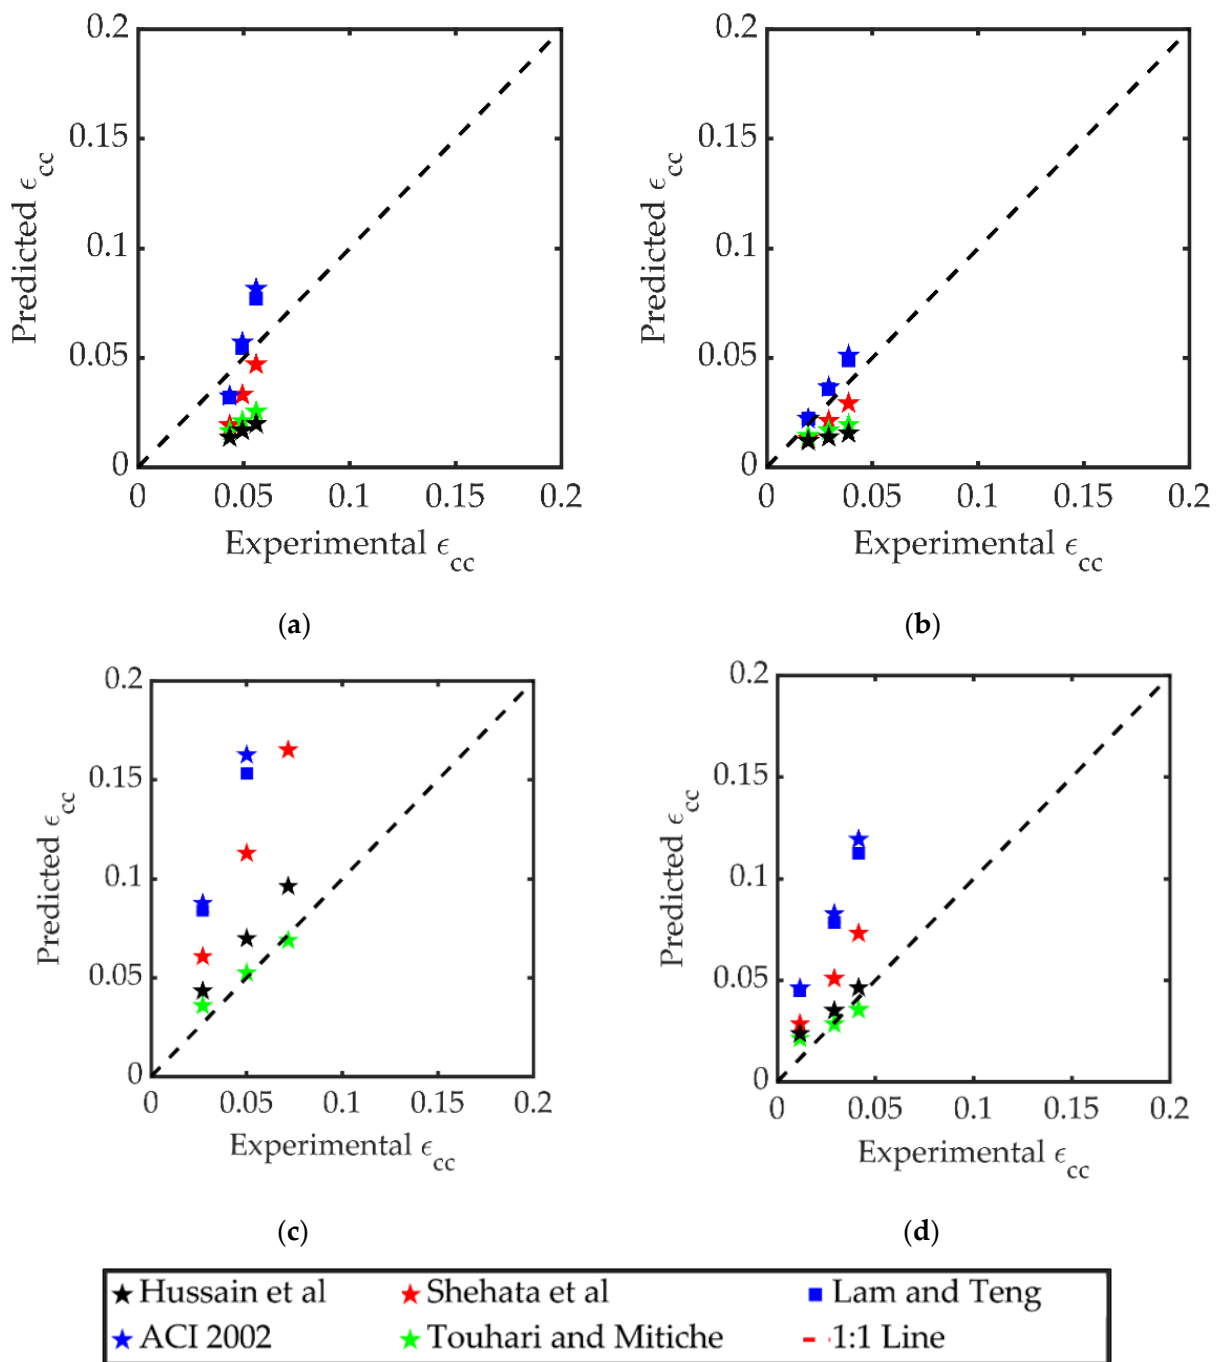 0.2
0.15
0.1
0.05
0
0 0.05 0.1 0.15 0.2
Predicted ϵcc
Experimental ϵcc
(a)
0.2
0.15
0.1
0.05
0
0 0.05 0.1 0.15 0.2
Predicted ϵcc
Experimental ϵcc
(b)
0.2
0.15
0.1
0.05
0
0 0.05 0.1 0.15 0.2
Predicted ϵcc
Experimental ϵcc
(c)
0.2
0.15
0.1
0.05
0
0 0.05 0.1 0.15 0.2
Predicted ϵcc
Experimental ϵcc
(d)
Hussain et al Shehata et al Lam and Teng
ACI 2002 Touhari and Mitiche 1:1 Line